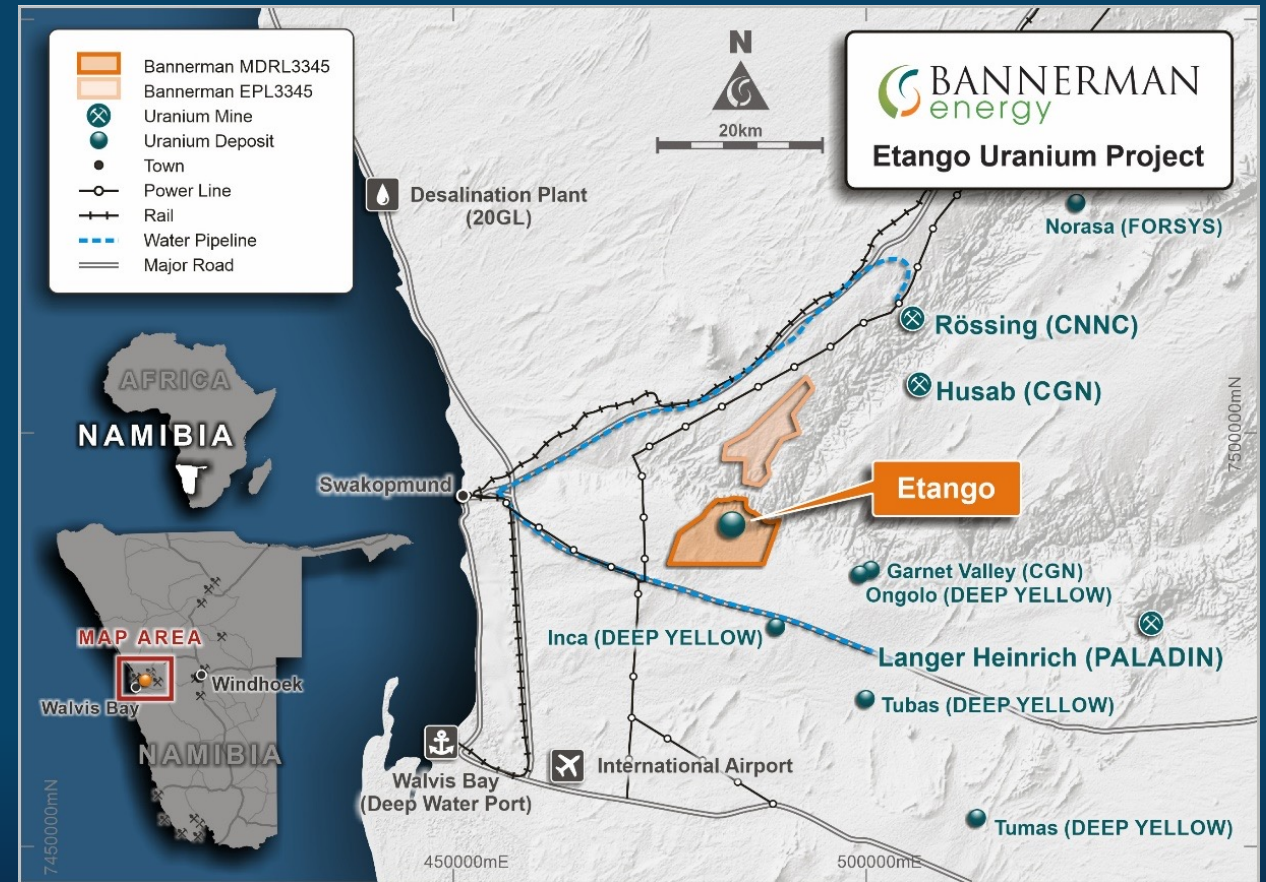 Bannerman MDRL3345
Bannerman EPL3345
Uranium Mine
Uranium Deposit
Town
Power Line
Rail
Water Pipeline
Major Road
N
20km
BANNERMAN
energy
Etango Uranium Project
Desalination Plant
(20GL)
Norasa (FORSYS)
Rössing (CNNC)
Husab (CGN)
AFRICA
NAMIBIA
7500000mN
Swakopmund
Etango
Garnet Valley (CGN)
Ongolo (DEEP YELLOW)
Inca (DEEP YELLOW)
Langer Heinrich (PALADIN)
MAP AREA
Windhoek
Walvis Bay
NAMIBIA
Tubas (DEEP YELLOW)
Walvis Bay
(Deep Water Port)
International Airport
Tumas (DEEP YELLOW)
7450000mN
450000mE
500000mE